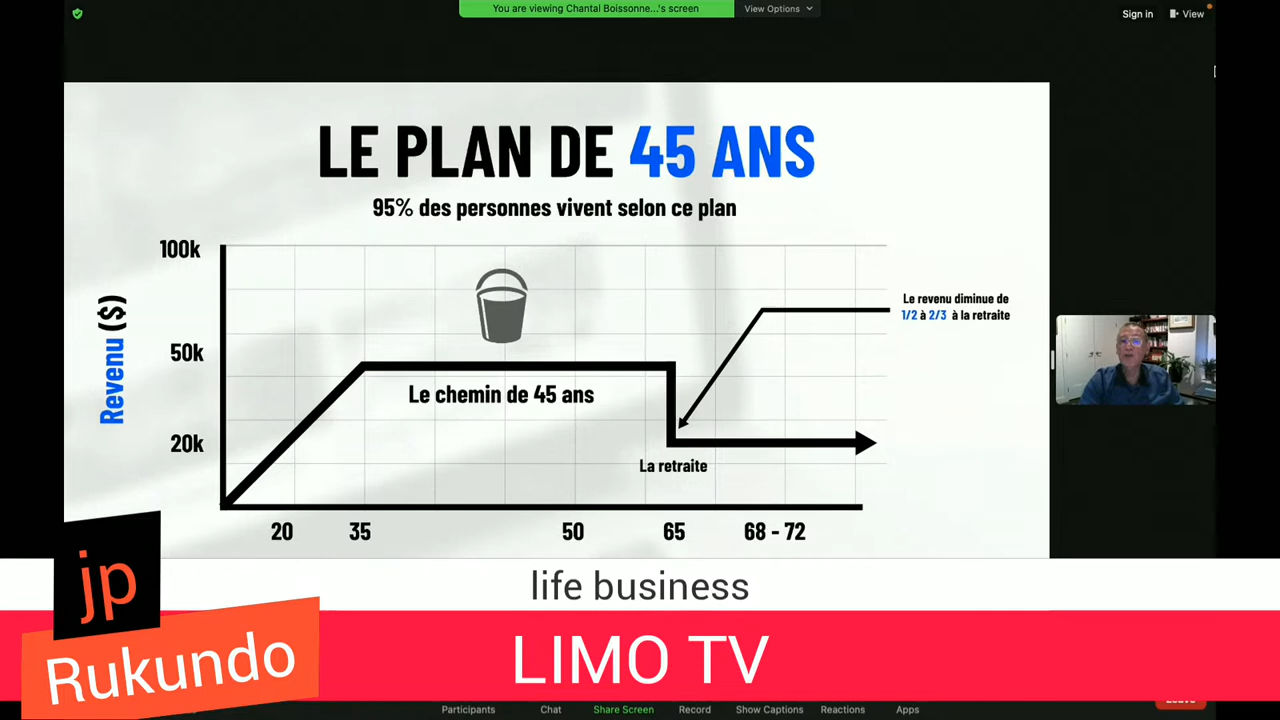 You are viewing Chantal Boissonne...'s screen
View Options
Sign in
View
LE PLAN DE 45 ANS
95% des personnes vivent selon ce plan
100k
Le revenu diminue de
1/2 à 2/3 à la retraite
Revenu ($)
50k
Le chemin de 45 ans
20k
La retraite
20 35 50 65 68 - 72
life business
jp
Rukundo
LIMO TV
Participants
Chat
Share Screen
Record
Show Captions
Reactions
Apps
Leave